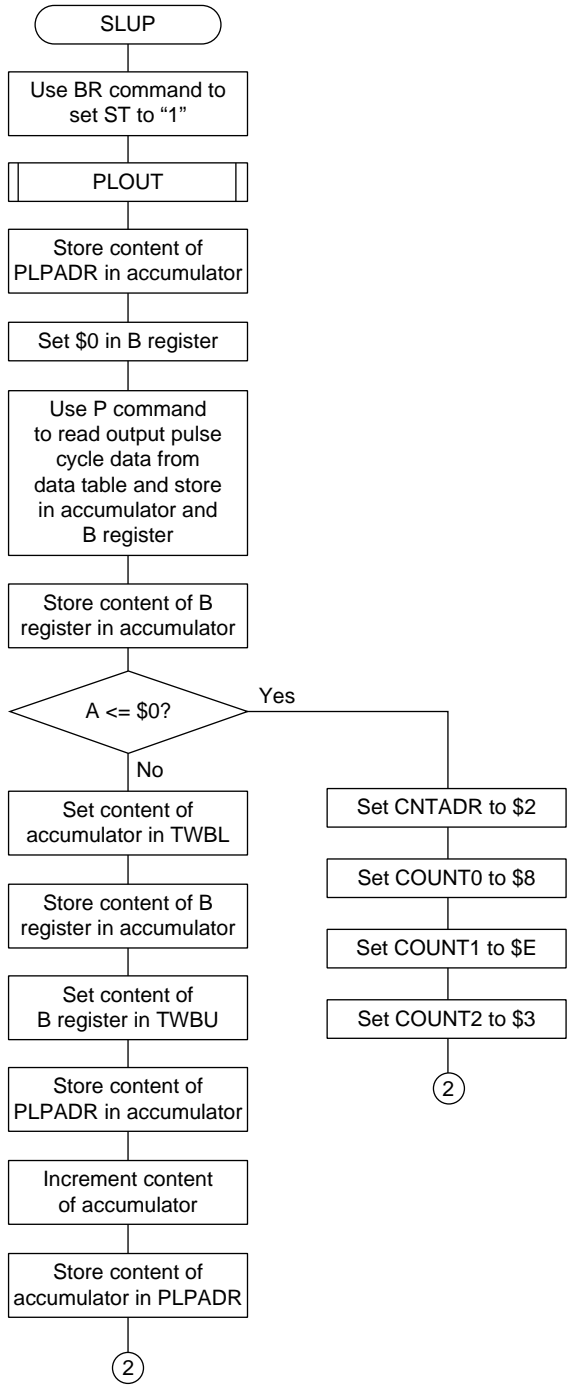 SLUP
Use BR command to
set ST to “1”
PLOUT
Store content of
PLPADR in accumulator
Set $0 in B register
Use P command
to read output pulse
cycle data from
data table and store
in accumulator and
B register
Store content of B
register in accumulator
A <= $0?
Yes
No
Set content of
accumulator in TWBL
Store content of B
register in accumulator
Set content of
B register in TWBU
Store content of
PLPADR in accumulator
Increment content
of accumulator
Store content of
accumulator in PLPADR
2
Set CNTADR to $2
Set COUNT0 to $8
Set COUNT1 to $E
Set COUNT2 to $3
2